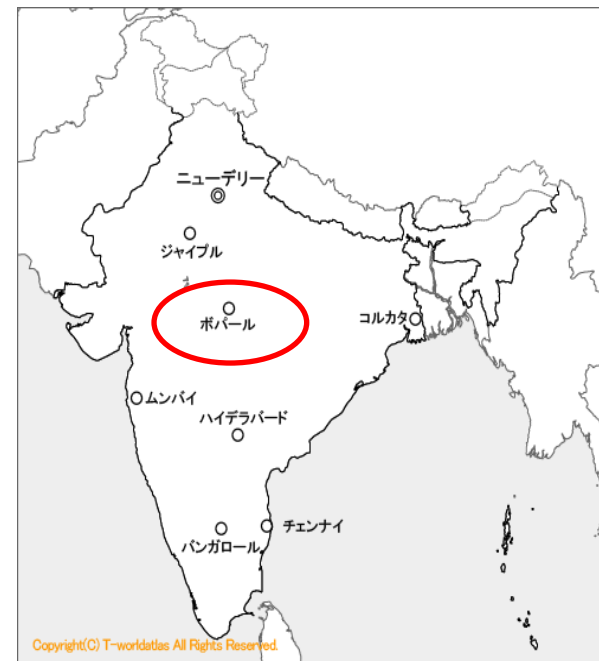 ニューデリー
ジャイプル
ボパール
コルカタ
ムンバイ
ハイデラバード
チェンナイ
バンガロール
Copyright(C) T-worldatlas All Rights Reserved.